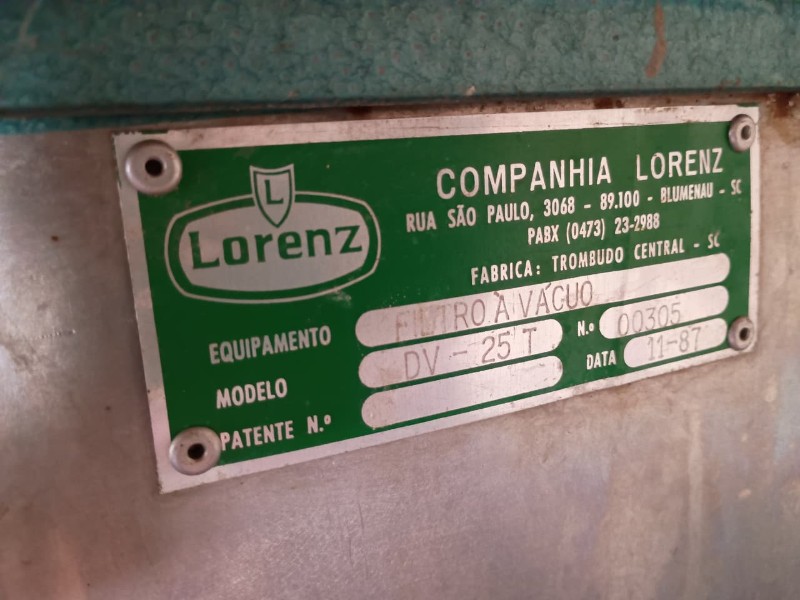 L
Lorenz
COMPANHIA LORENZ
RUA SÃO PAULO, 3068 - 89.100 - BLUMENAU - SC
PABX (0473) 23-2988
FABRICA: TROMBUDO CENTRAL - SC
EQUIPAMENTO FILTRO A VÁCUO
MODELO DV - 25 T N.º 00305
PATENTE N.º DATA 11-87